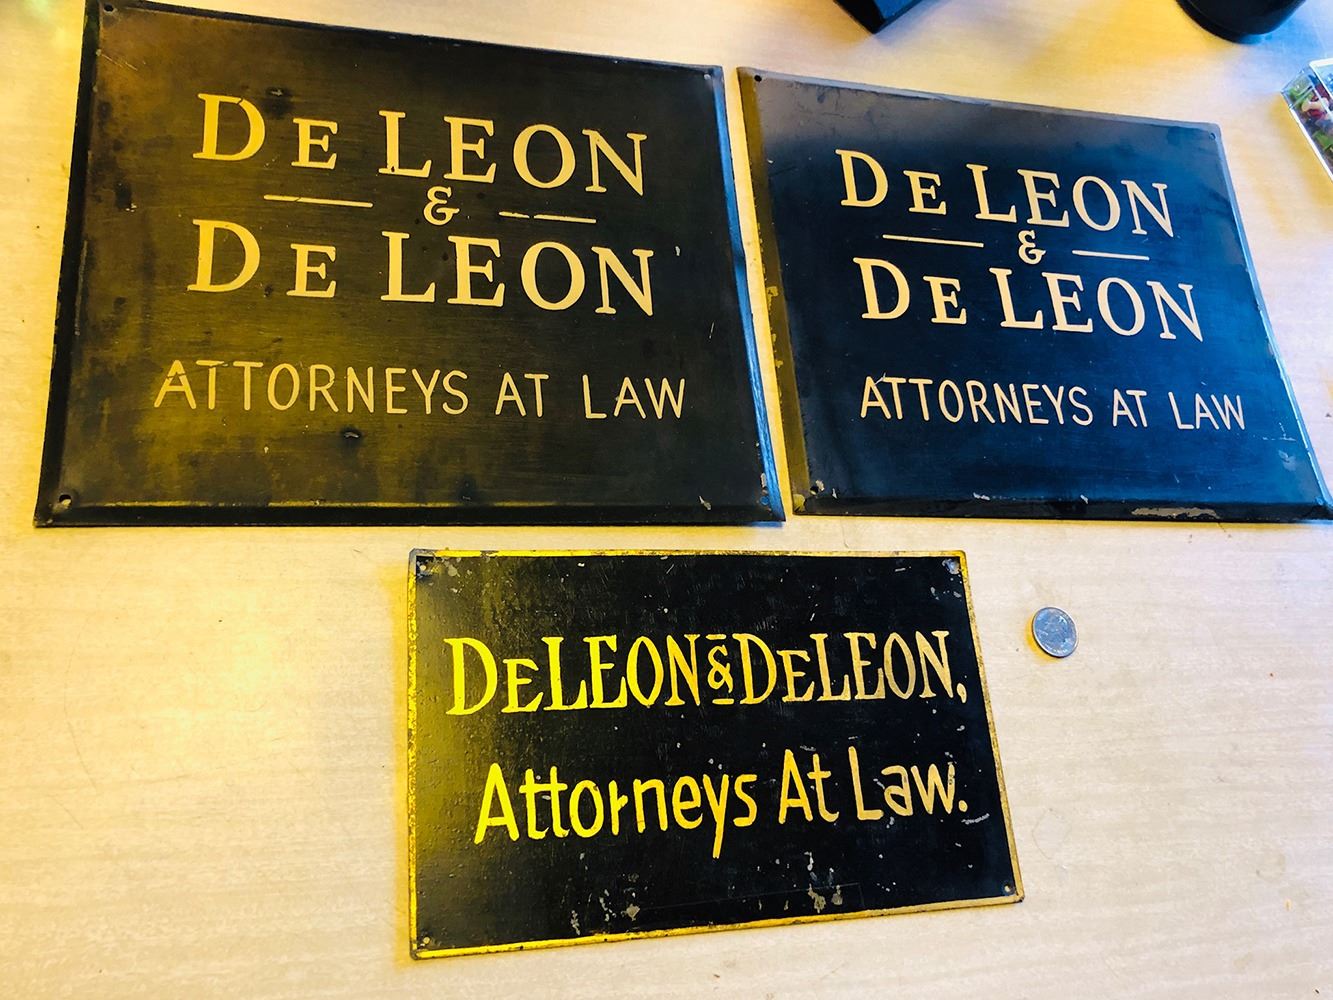 DE LEON
&
DE LEON
ATTORNEYS AT LAW
DE LEON
&
DE LEON
ATTORNEYS AT LAW
DELEON & DELEON,
Attorneys At Law.